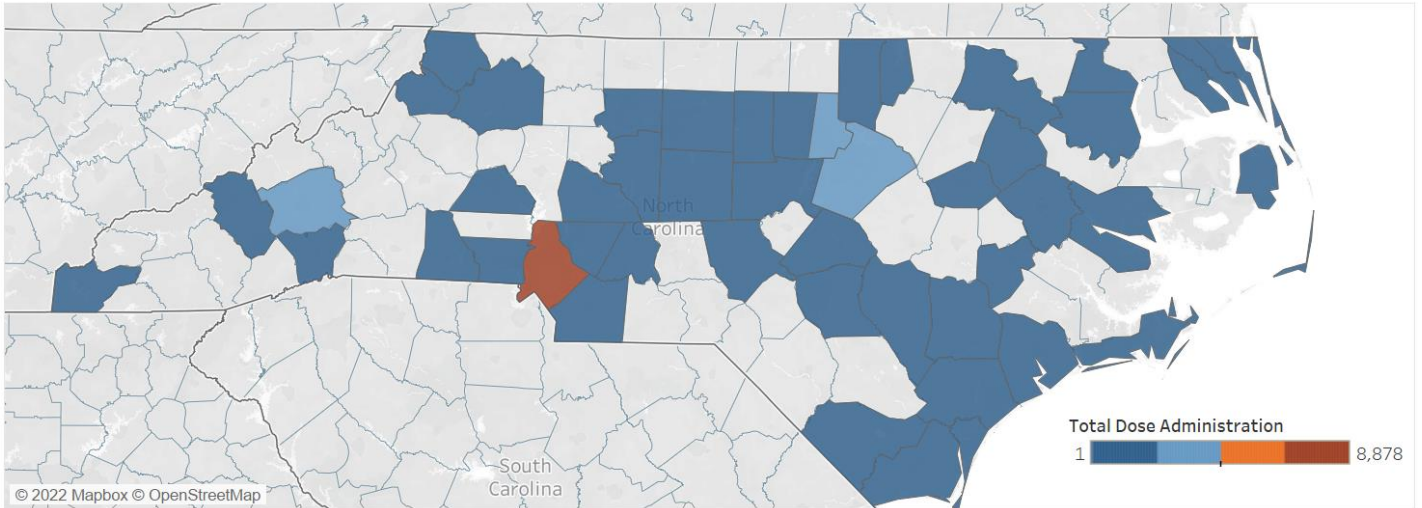 North
Carolina
Total Dose Administration
1 8,878
South
Carolina
© 2022 Mapbox © OpenStreetMap